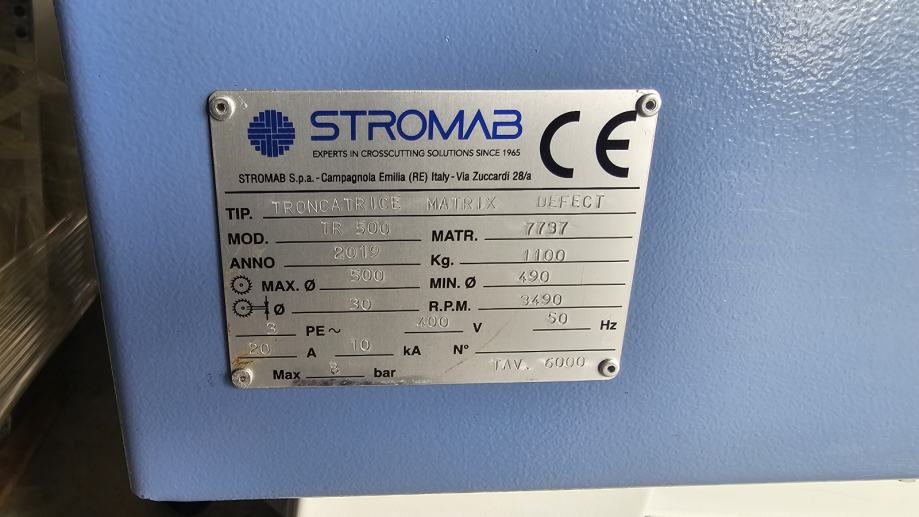 STROMAB CE
EXPERTS IN CROSSCUTTING SOLUTIONS SINCE 1965
STROMAB S.p.a. - Campagnola Emilia (RE) Italy - Via Zuccardi 28/a
TIP. TRONCATRICE MATRIX DEFECT
MOD. TR 500 MATR. 7737
ANNO 2019 Kg. 1100
MAX. Ø 500 MIN. Ø 490
Ø 30 R.P.M. 3490
3 PE ~ 400 V 50 Hz
20 A 10 kA N°
Max 8 bar TAV. 6000